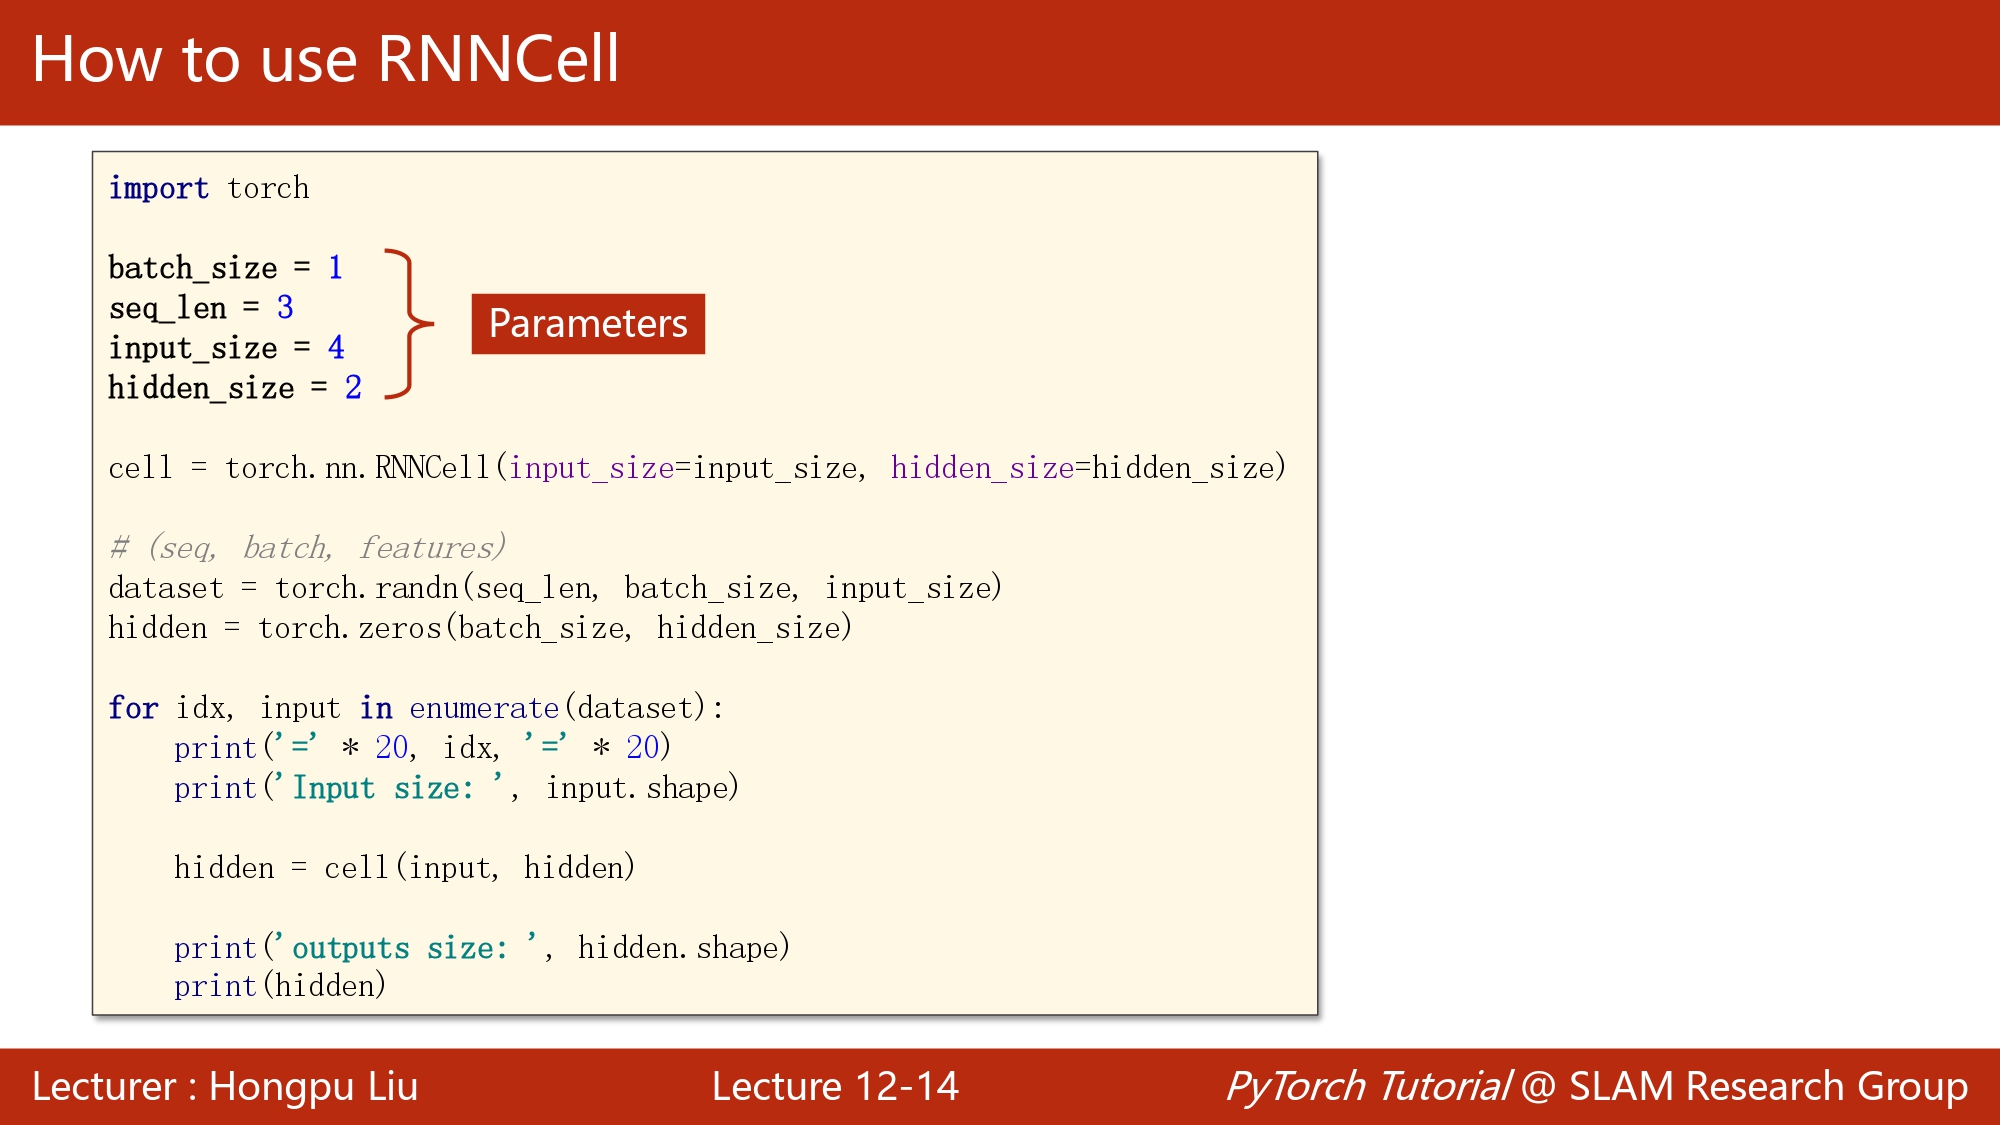 How to use RNNCell
import torch
batch_size = 1
seq_len = 3
input_size = 4
hidden_size = 2
Parameters
cell = torch.nn.RNNCell(input_size=input_size, hidden_size=hidden_size)
# (seq, batch, features)
dataset = torch.randn(seq_len, batch_size, input_size)
hidden = torch.zeros(batch_size, hidden_size)
for idx, input in enumerate(dataset):
    print('=' * 20, idx, '=' * 20)
    print('Input size: ', input.shape)
    hidden = cell(input, hidden)
    print('outputs size: ', hidden.shape)
    print(hidden)
Lecturer : Hongpu Liu
Lecture 12-14
PyTorch Tutorial @ SLAM Research Group